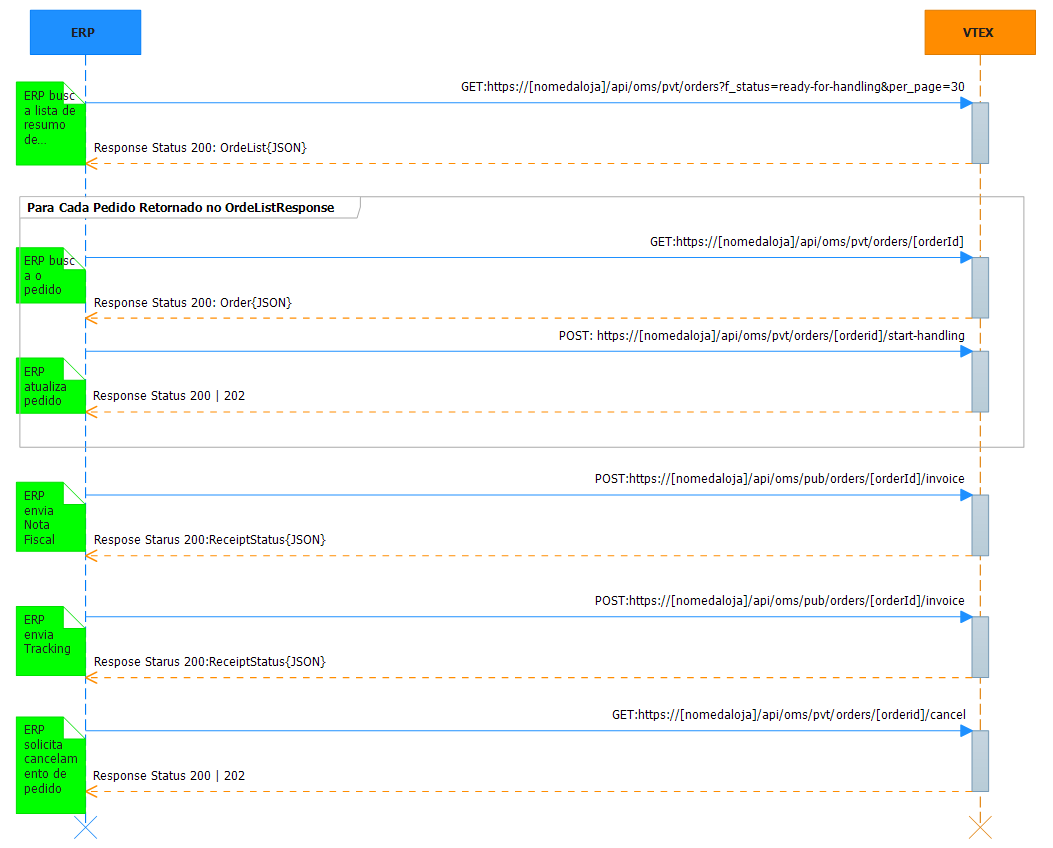 ERP
VTEX
GET:https://[nomedaloja]/api/oms/pvt/orders?f_status=ready-for-handling&per_page=30
ERP busc
a lista de
resumo
de...
Response Status 200: OrdeList{JSON}
Para Cada Pedido Retornado no OrdeListResponse
GET:https://[nomedaloja]/api/oms/pvt/orders/[orderId]
ERP busc
a o
pedido
Response Status 200: Order{JSON}
POST: https://[nomedaloja]/api/oms/pvt/orders/[orderid]/start-handling
ERP
atualiza
pedido
Response Status 200 | 202
POST:https://[nomedaloja]/api/oms/pub/orders/[orderId]/invoice
ERP
envia
Nota
Fiscal
Respose Starus 200:ReceiptStatus{JSON}
POST:https://[nomedaloja]/api/oms/pub/orders/[orderId]/invoice
ERP
envia
Tracking
Respose Starus 200:ReceiptStatus{JSON}
GET:https://[nomedaloja]/api/oms/pvt/orders/[orderid]/cancel
ERP
solicita
cancelam
ento de
pedido
Response Status 200 | 202